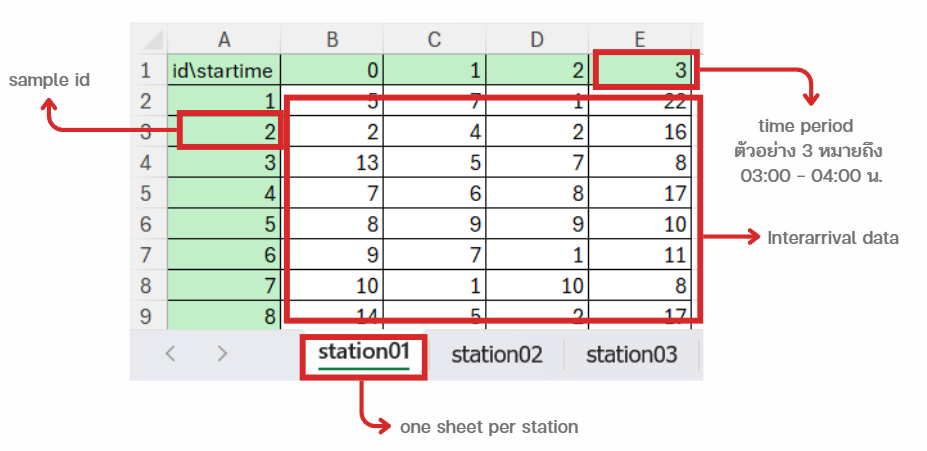 A B C D E
1 id\startime 0 1 2 3
2 1 5 7 1 22
3 2 2 4 2 16
4 3 13 5 7 8
5 4 7 6 8 17
6 5 8 9 9 10
7 6 9 7 1 11
8 7 10 1 10 8
9 8 14 5 2 17
station01 station02 station03
sample id
time period
ตัวอย่าง 3 หมายถึง
03:00 - 04:00 น.
Interarrival data
one sheet per station